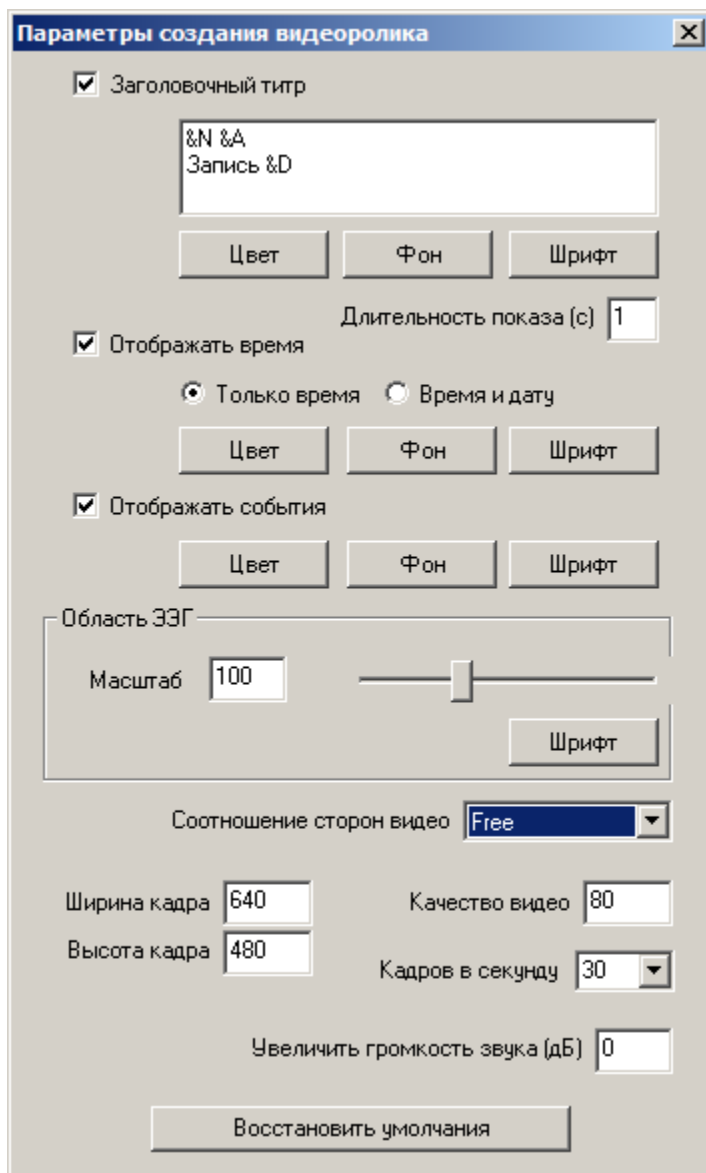 Параметры создания видеоролика
Заголовочный титр
&N &A
Запись &D
Цвет Фон Шрифт
Длительность показа (с) 1
Отображать время
Только время Время и дату
Цвет Фон Шрифт
Отображать события
Цвет Фон Шрифт
Область ЭЭГ
Масштаб 100
Шрифт
Соотношение сторон видео Free
Ширина кадра 640 Качество видео 80
Высота кадра 480
Кадров в секунду 30
Увеличить громкость звука (дБ) 0
Восстановить умолчания